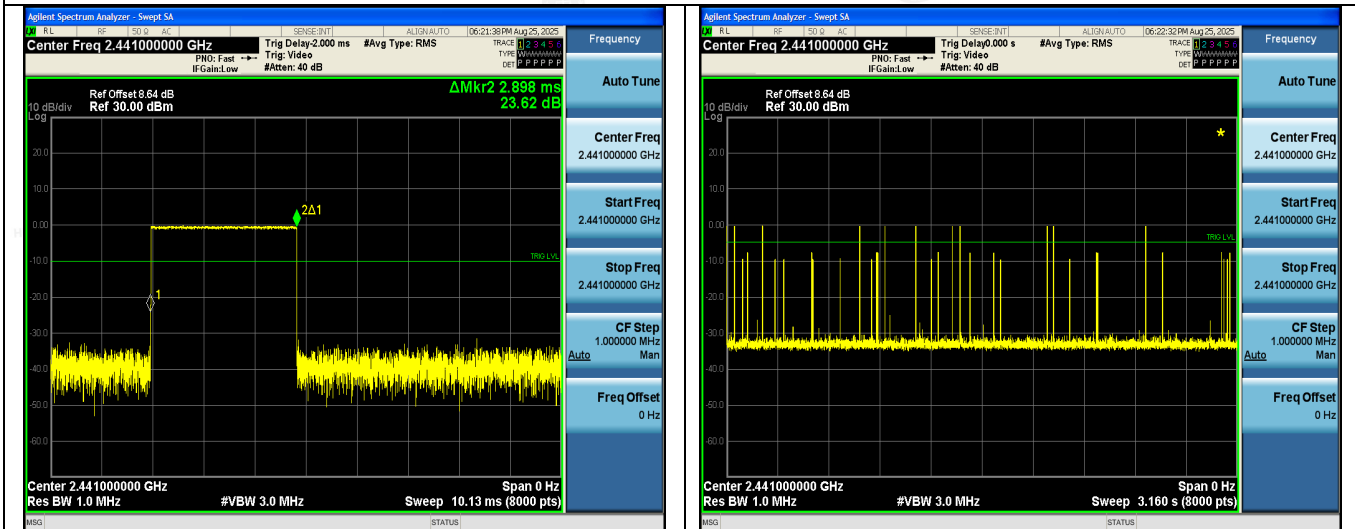 Agilent Spectrum Analyzer - Swept SA
RL RF 50 Ω AC SENSE:INT ALIGN AUTO 06:21:38 PM Aug 25, 2025
Center Freq 2.441000000 GHz
Trig Delay-2.000 ms #Avg Type: RMS
TRACE 1 2 3 4 5 6
PNO: Fast Trig: Video
TYPE WWWWWW
IFGain:Low #Atten: 40 dB
DET P P P P P P
ΔMkr2 2.898 ms
23.62 dB
Ref Offset 8.64 dB
10 dB/div Ref 30.00 dBm
Log
20.0
10.0
0.00
-10.0
-20.0
-30.0
-40.0
-50.0
-60.0
2Δ1
1
TRIG LVL
Center 2.441000000 GHz Span 0 Hz
Res BW 1.0 MHz #VBW 3.0 MHz Sweep 10.13 ms (8000 pts)
MSG STATUS
Frequency
Auto Tune
Center Freq
2.441000000 GHz
Start Freq
2.441000000 GHz
Stop Freq
2.441000000 GHz
CF Step
1.000000 MHz
Auto Man
Freq Offset
0 Hz
Agilent Spectrum Analyzer - Swept SA
RL RF 50 Ω AC SENSE:INT ALIGN AUTO 06:22:32 PM Aug 25, 2025
Center Freq 2.441000000 GHz
Trig Delay0.000 s #Avg Type: RMS
TRACE 1 2 3 4 5 6
PNO: Fast Trig: Video
TYPE WWWWWW
IFGain:Low #Atten: 40 dB
DET P P P P P P
Ref Offset 8.64 dB
10 dB/div Ref 30.00 dBm
Log
*
20.0
10.0
0.00
-10.0
-20.0
-30.0
-40.0
-50.0
-60.0
TRIG LVL
Center 2.441000000 GHz Span 0 Hz
Res BW 1.0 MHz #VBW 3.0 MHz Sweep 3.160 s (8000 pts)
MSG STATUS
Frequency
Auto Tune
Center Freq
2.441000000 GHz
Start Freq
2.441000000 GHz
Stop Freq
2.441000000 GHz
CF Step
1.000000 MHz
Auto Man
Freq Offset
0 Hz